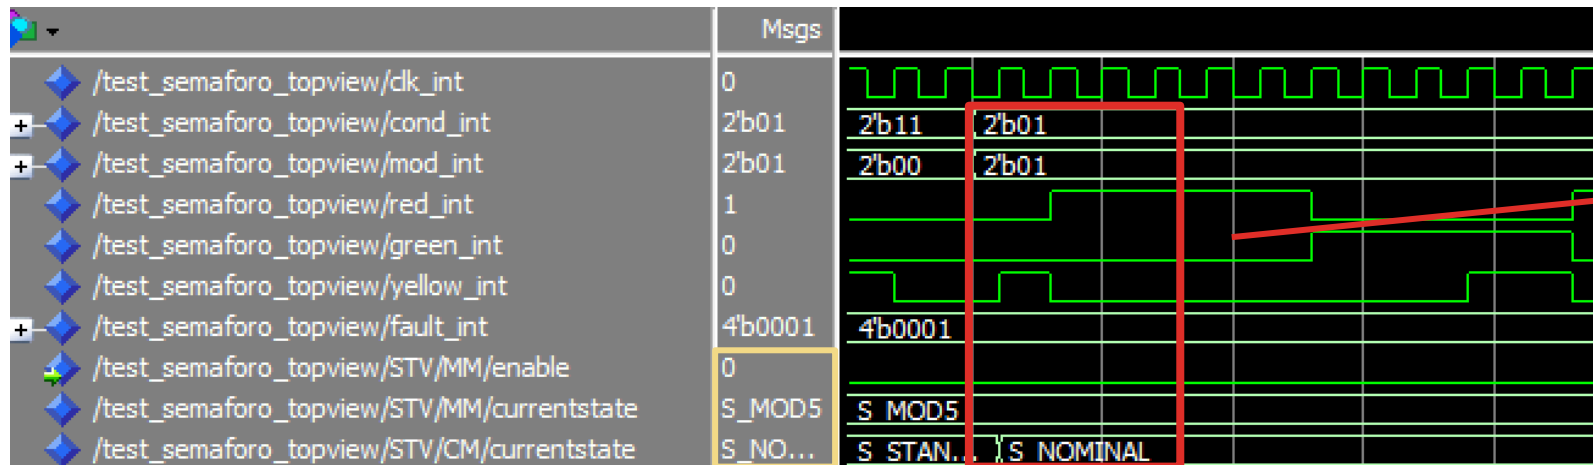 Msgs
/test_semaforo_topview/clk_int 0
/test_semaforo_topview/cond_int 2'b01 2'b11 2'b01
/test_semaforo_topview/mod_int 2'b01 2'b00 2'b01
/test_semaforo_topview/red_int 1
/test_semaforo_topview/green_int 0
/test_semaforo_topview/yellow_int 0
/test_semaforo_topview/fault_int 4'b0001 4'b0001
/test_semaforo_topview/STV/MM/enable 0
/test_semaforo_topview/STV/MM/currentstate S_MOD5 S_MOD5
/test_semaforo_topview/STV/CM/currentstate S_NO... S_STAN... S_NOMINAL